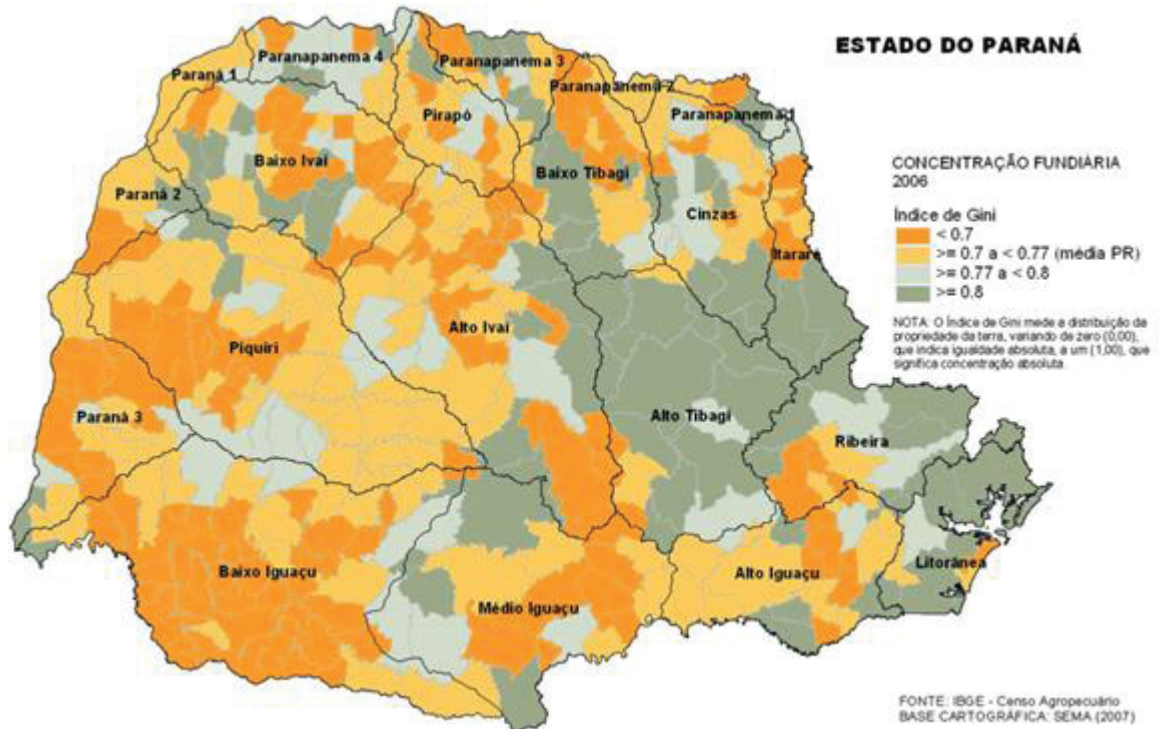 ESTADO DO PARANÁ
Paranapanema 4
Paranapanema 3
Paraná 1
Paranapanema 2
Pirapó
Paranapanema 1
Baixo Ivaí
Baixo Tibagi
Paraná 2
Cinzas
Itararé
CONCENTRAÇÃO FUNDIÁRIA
2006
Índice de Gini
< 0.7
>= 0.7 a < 0.77 (média PR)
>= 0.77 a < 0.8
>= 0.8
NOTA: O Índice de Gini mede a distribuição da
propriedade da terra, variando de zero (0,00),
que indica igualdade absoluta, a um (1,00), que
significa concentração absoluta.
Alto Ivaí
Piquiri
Paraná 3
Alto Tibagi
Ribeira
Baixo Iguaçu
Alto Iguaçu
Litorânea
Médio Iguaçu
FONTE: IBGE - Censo Agropecuário
BASE CARTOGRÁFICA: SEMA (2007)